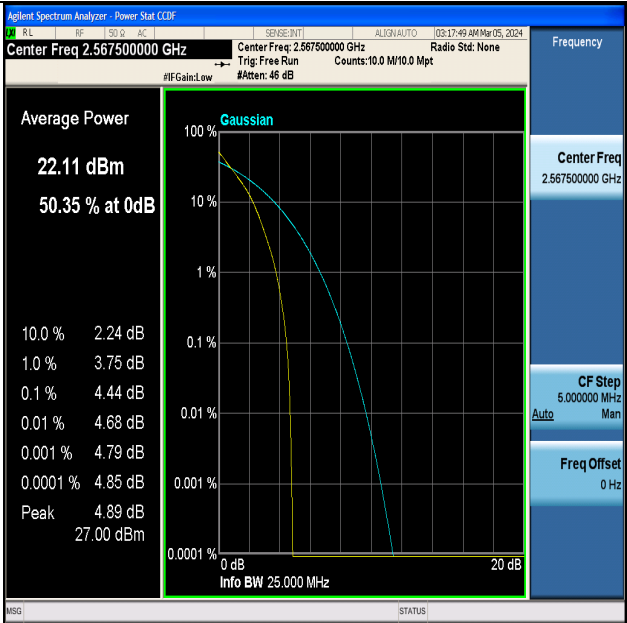 Agilent Spectrum Analyzer - Power Stat CCDF
LXI RL RF 50 Ω AC SENSE:INT ALIGN AUTO 03:17:49 AM Mar 05, 2024
Center Freq 2.567500000 GHz
Center Freq: 2.567500000 GHz Radio Std: None
Trig: Free Run Counts:10.0 M/10.0 Mpt
#IFGain:Low #Atten: 46 dB
Frequency
Average Power
22.11 dBm
50.35 % at 0dB
10.0 % 2.24 dB
1.0 % 3.75 dB
0.1 % 4.44 dB
0.01 % 4.68 dB
0.001 % 4.79 dB
0.0001 % 4.85 dB
Peak 4.89 dB
27.00 dBm
Gaussian
100 %
10 %
1 %
0.1 %
0.01 %
0.001 %
0.0001 %
0 dB 20 dB
Info BW 25.000 MHz
Center Freq
2.567500000 GHz
CF Step
5.000000 MHz
Auto Man
Freq Offset
0 Hz
MSG STATUS